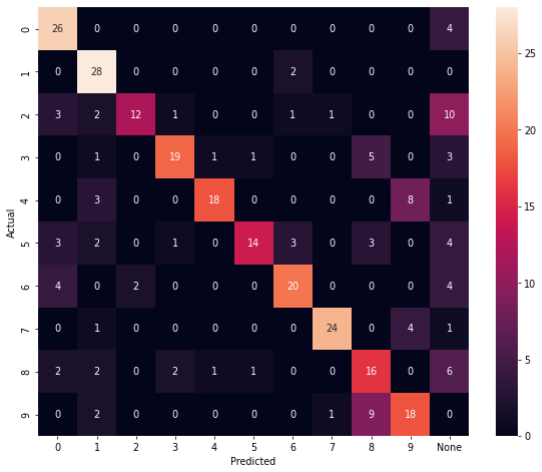 0 26 0 0 0 0 0 0 0 0 0 4
1 0 28 0 0 0 0 2 0 0 0 0
2 3 2 12 1 0 0 1 1 0 0 10
3 0 1 0 19 1 1 0 0 5 0 3
4 0 3 0 0 18 0 0 0 0 8 1
5 3 2 0 1 0 14 3 0 3 0 4
6 4 0 2 0 0 0 20 0 0 0 4
7 0 1 0 0 0 0 0 24 0 4 1
8 2 2 0 2 1 1 0 0 16 0 6
9 0 2 0 0 0 0 0 1 9 18 0
0 1 2 3 4 5 6 7 8 9 None
Predicted
Actual
25
20
15
10
5
0